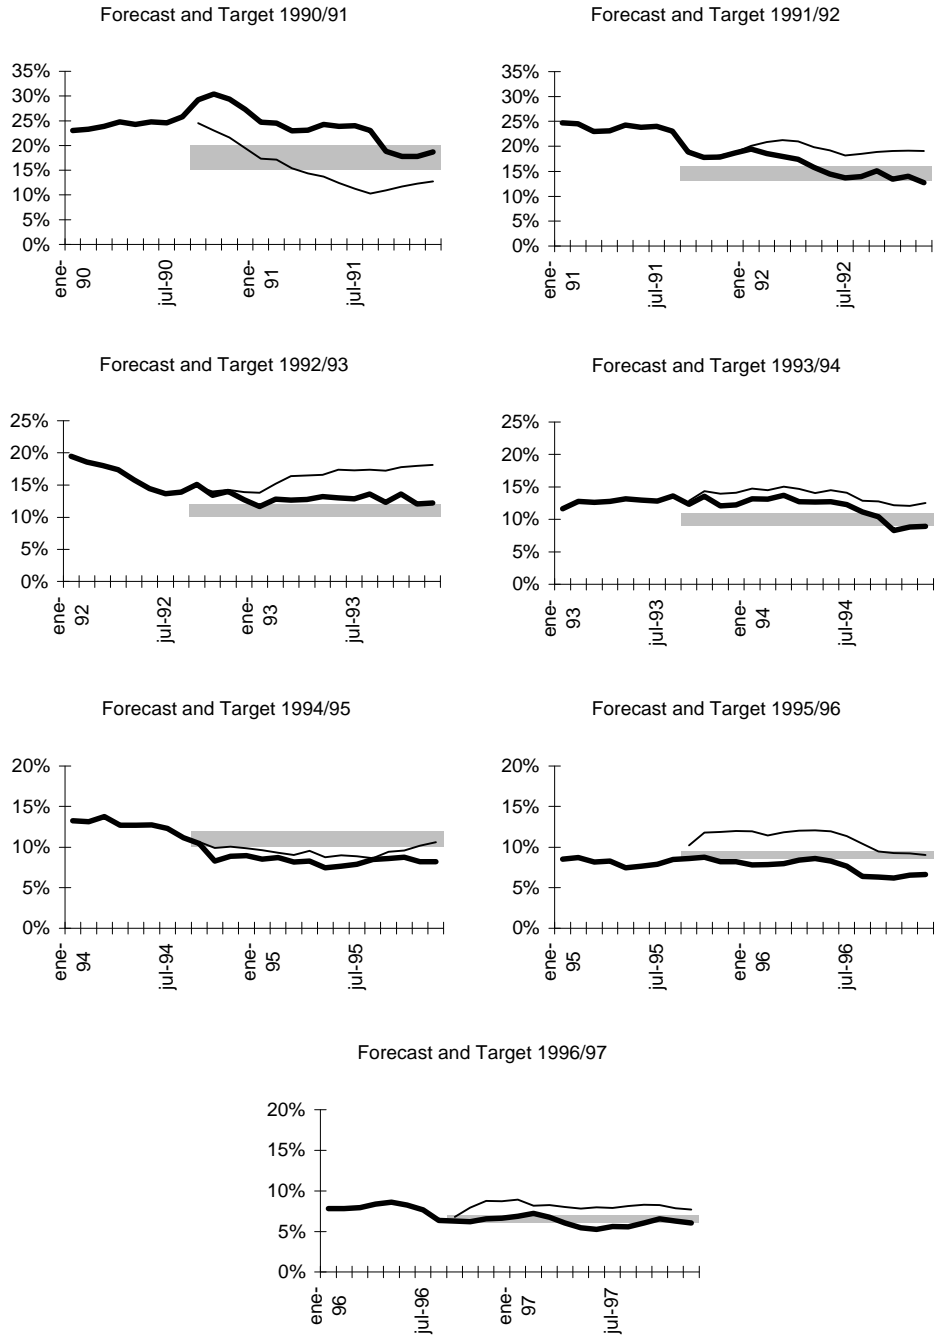 Forecast and Target 1990/91
35%
30%
25%
20%
15%
10%
5%
0%
ene-90
jul-90
ene-91
jul-91
Forecast and Target 1991/92
35%
30%
25%
20%
15%
10%
5%
0%
ene-91
jul-91
ene-92
jul-92
Forecast and Target 1992/93
25%
20%
15%
10%
5%
0%
ene-92
jul-92
ene-93
jul-93
Forecast and Target 1993/94
25%
20%
15%
10%
5%
0%
ene-93
jul-93
ene-94
jul-94
Forecast and Target 1994/95
20%
15%
10%
5%
0%
ene-94
jul-94
ene-95
jul-95
Forecast and Target 1995/96
20%
15%
10%
5%
0%
ene-95
jul-95
ene-96
jul-96
Forecast and Target 1996/97
20%
15%
10%
5%
0%
ene-96
jul-96
ene-97
jul-97